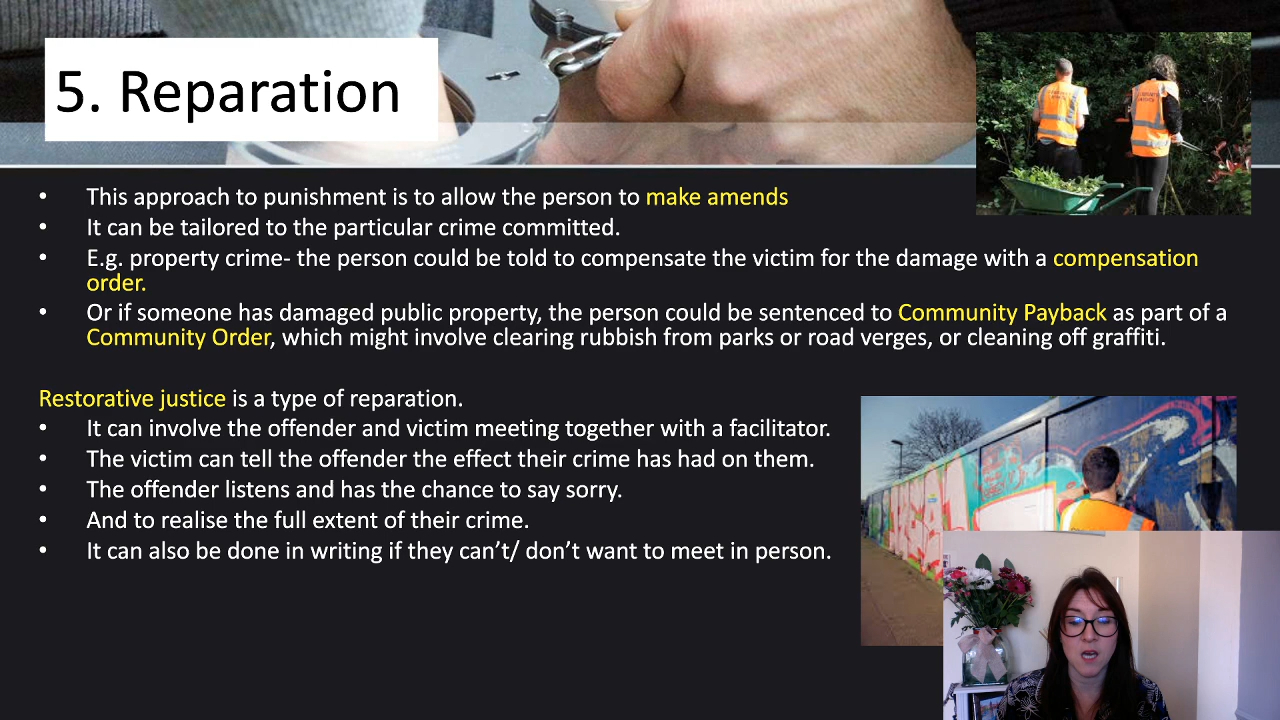 5. Reparation
• This approach to punishment is to allow the person to make amends
• It can be tailored to the particular crime committed.
• E.g. property crime- the person could be told to compensate the victim for the damage with a compensation
order.
• Or if someone has damaged public property, the person could be sentenced to Community Payback as part of a
Community Order, which might involve clearing rubbish from parks or road verges, or cleaning off graffiti.
Restorative justice is a type of reparation.
• It can involve the offender and victim meeting together with a facilitator.
• The victim can tell the offender the effect their crime has had on them.
• The offender listens and has the chance to say sorry.
• And to realise the full extent of their crime.
• It can also be done in writing if they can’t/ don’t want to meet in person.